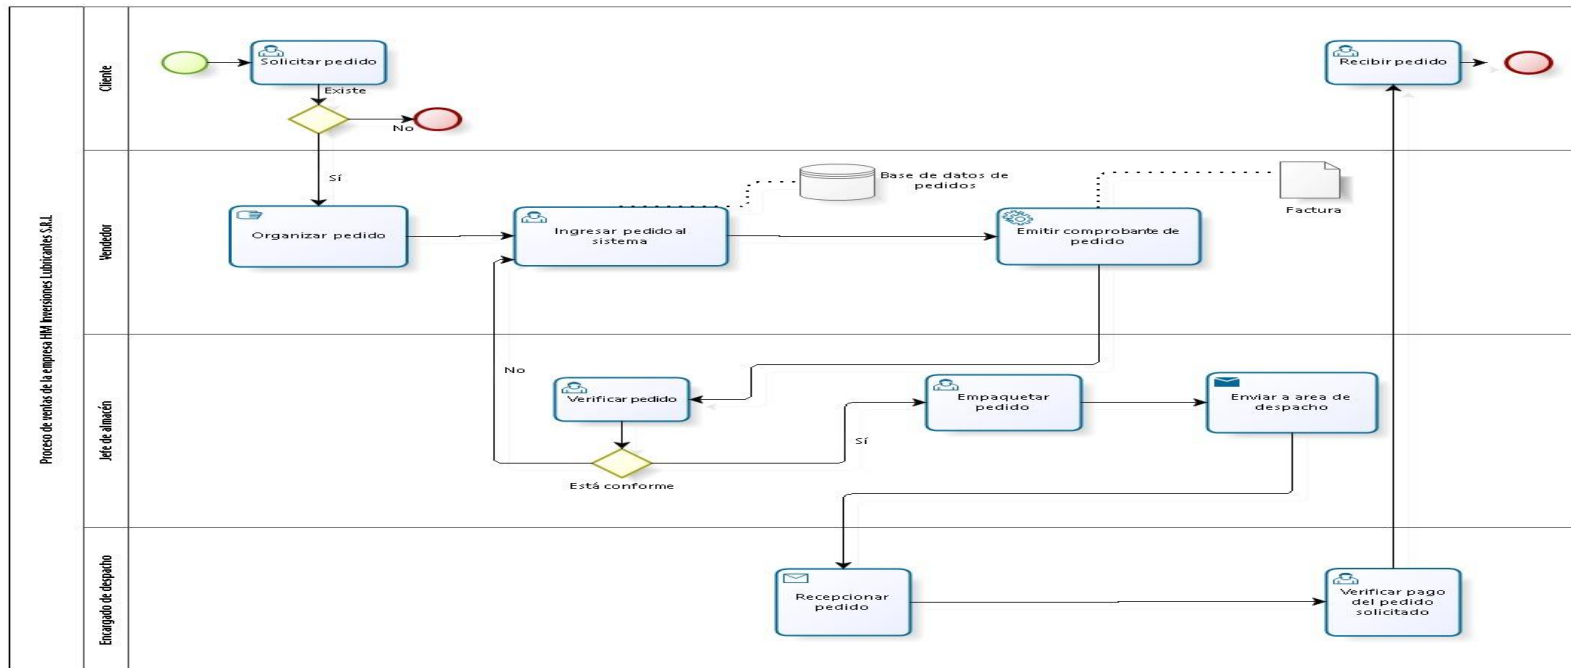 Proceso de ventas de la empresa HM Inversiones Lubricantes S.R.L
Cliente
Solicitar pedido
Existe
No
Recibir pedido
Vendedor
Sí
Organizar pedido
Ingresar pedido al
sistema
Base de datos de
pedidos
Emitir comprobante de
pedido
Factura
Jefe de almacén
No
Verificar pedido
Está conforme
Sí
Empaquetar
pedido
Enviar a area de
despacho
Encargado de despacho
Recepcionar
pedido
Verificar pago
del pedido
solicitado